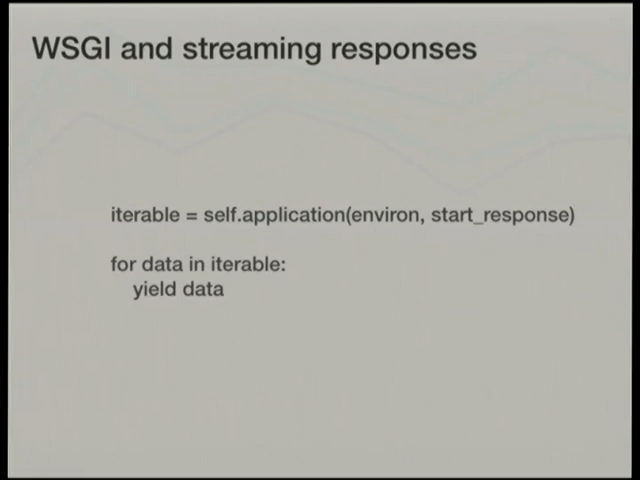 WSGI and streaming responses
iterable = self.application(environ, start_response)
for data in iterable:
yield data